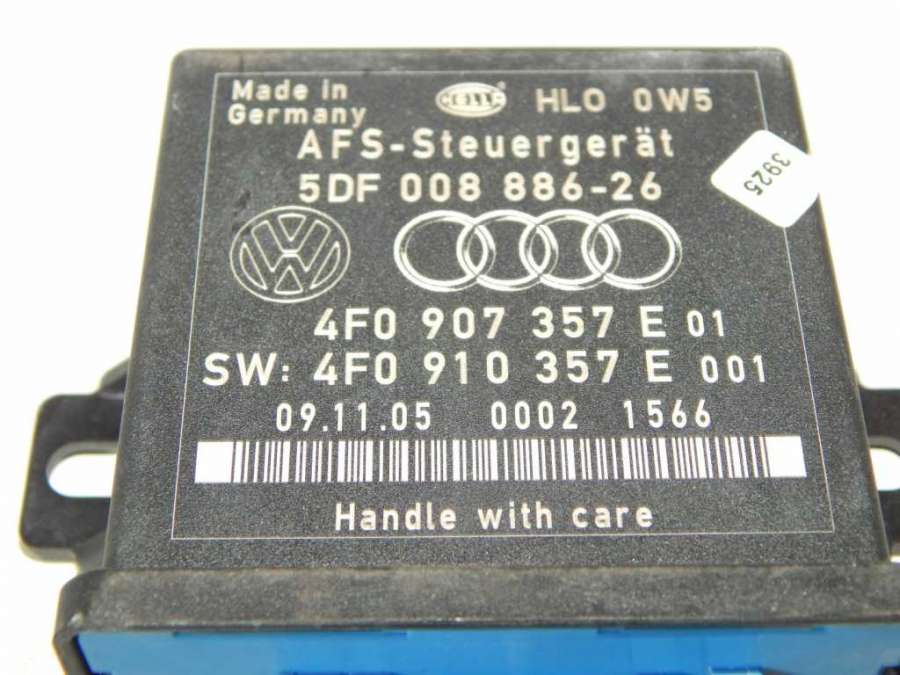 Made in
Germany
HELLA ® HLO 0W5
AFS-Steuergerät
5DF 008 886-26
3925
4F0 907 357 E 01
SW: 4F0 910 357 E 001
09.11.05 0002 1566
Handle with care